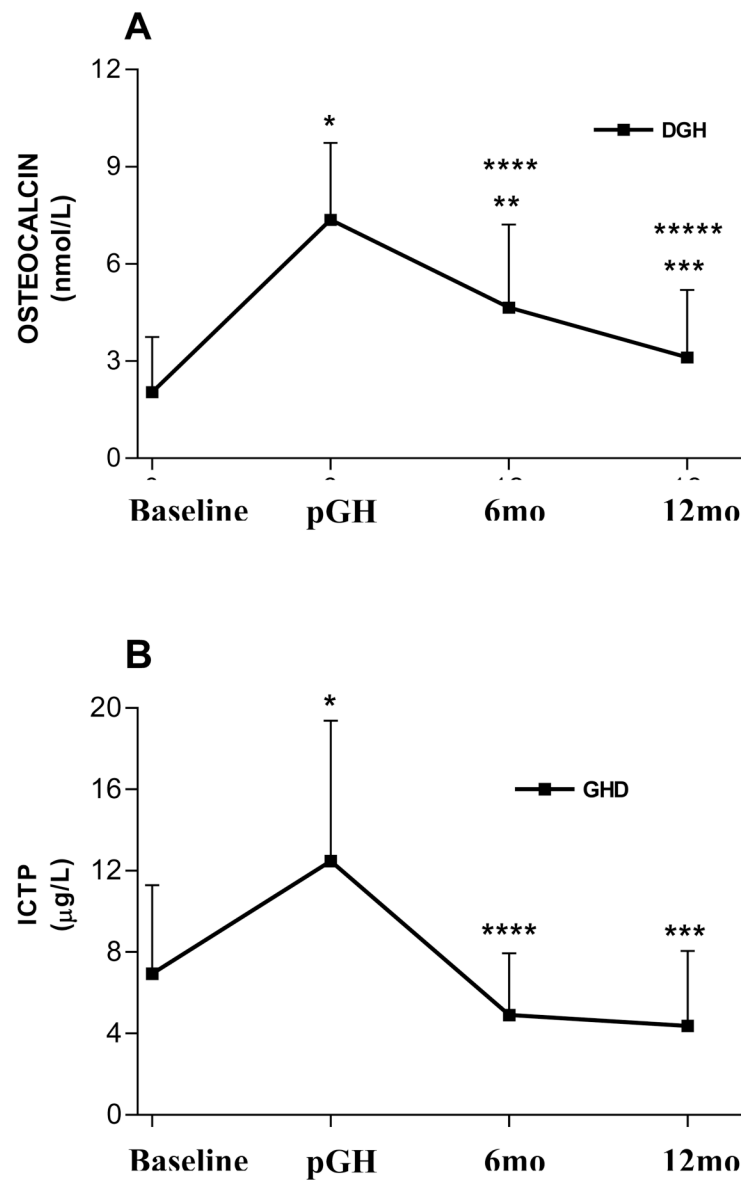 A
12
*
DGH
****
9
**
*****
***
6
3
0
OSTEOCALCIN
(nmol/L)
Baseline pGH 6mo 12mo
B
20
*
16
GHD
12
ICTP
(μg/L)
8
****
***
4
0
Baseline pGH 6mo 12mo